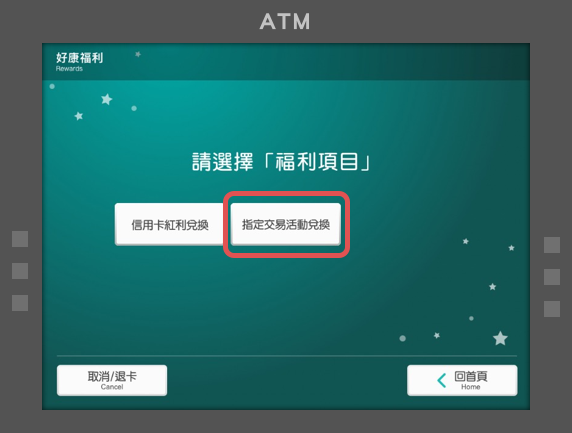 ATM
好康福利
Rewards
請選擇「福利項目」
信用卡紅利兌換
指定交易活動兌換
取消/退卡
Cancel
回首頁
Home